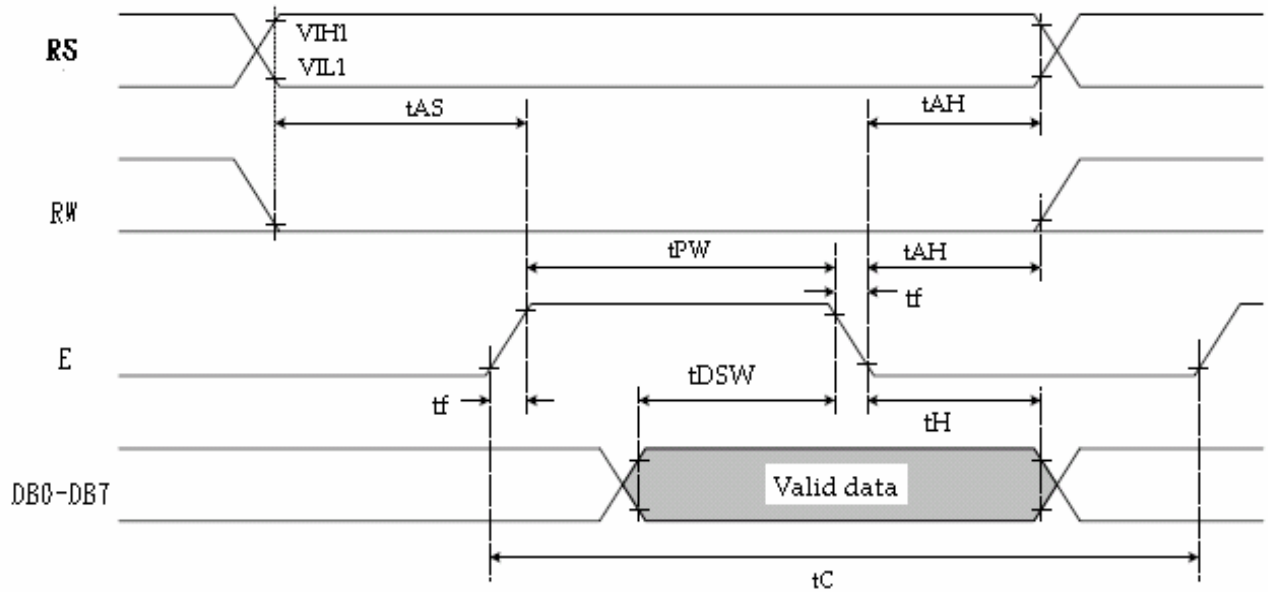 RS
VIH1
VIL1
tAS
tAH
RW
tPW
tAH
tf
E
tDSW
tf
tH
DB0-DB7
Valid data
tC